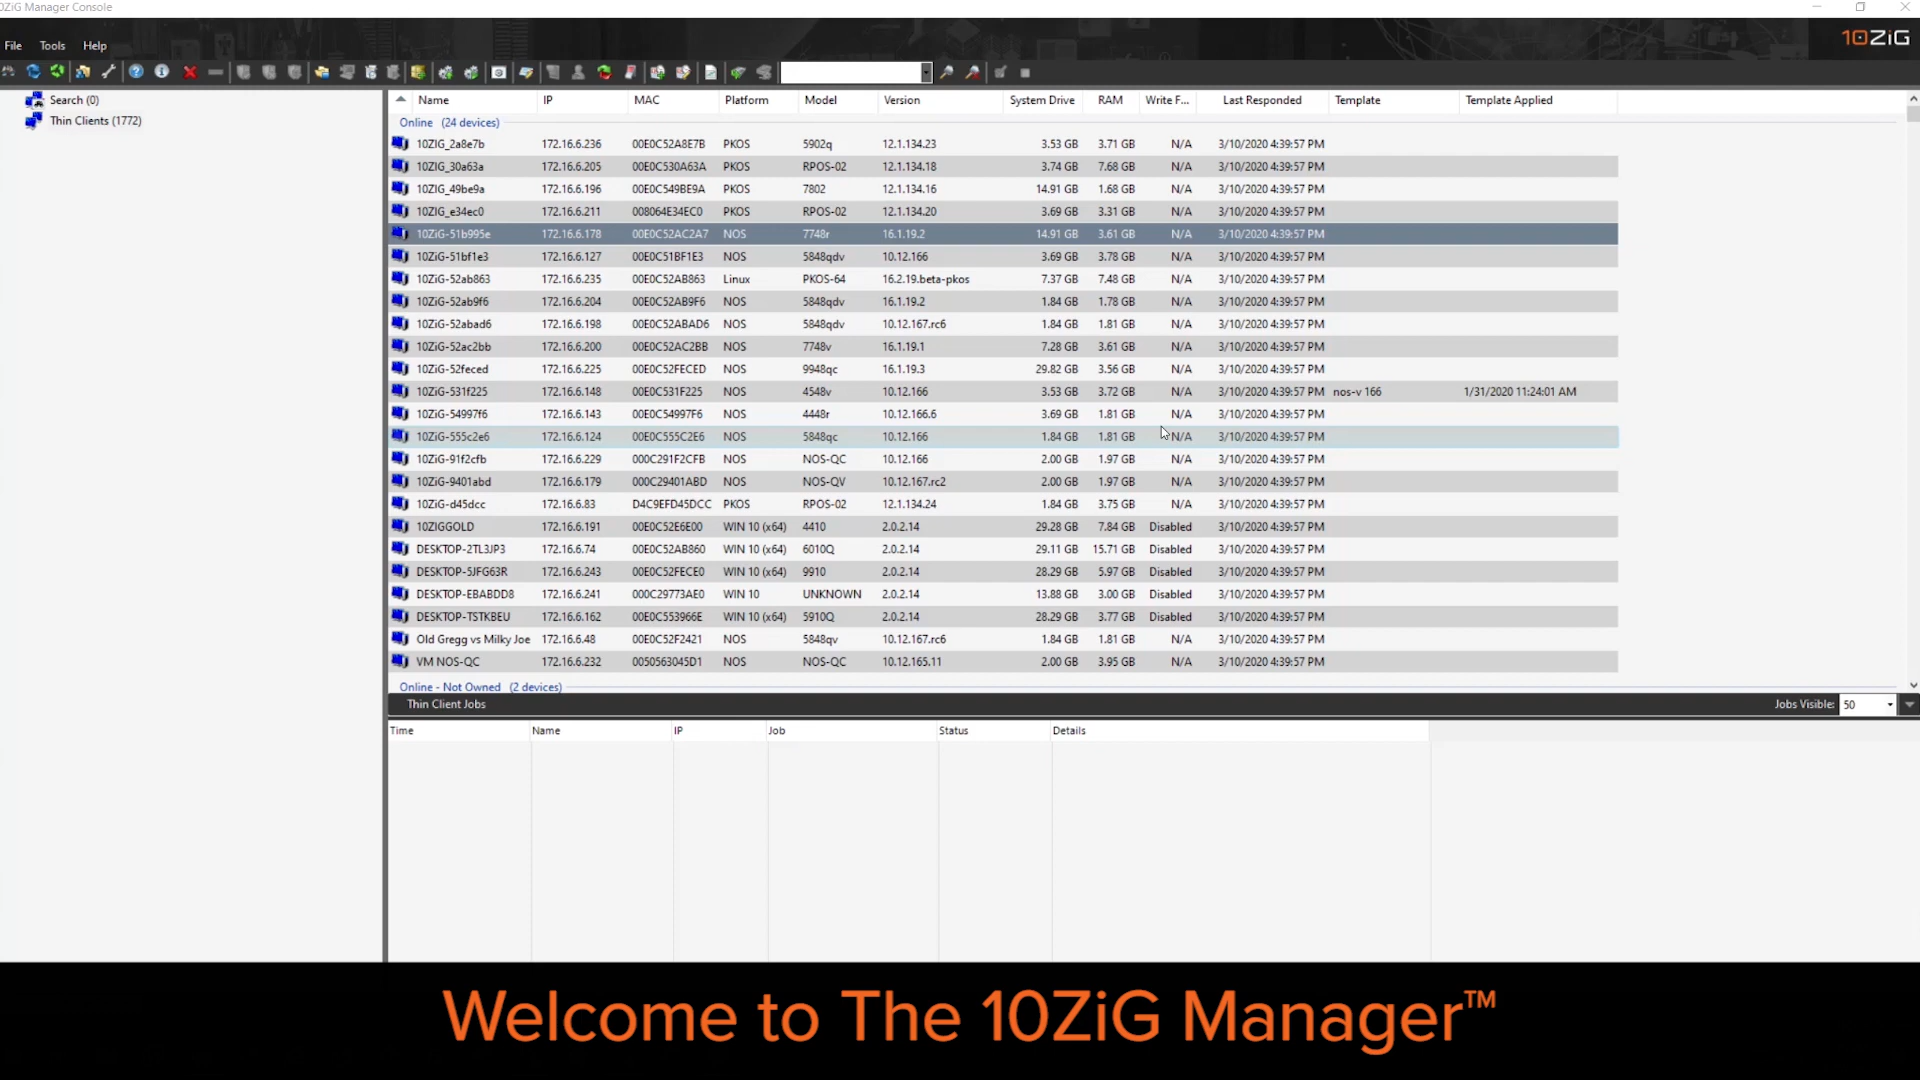 0ZiG Manager Console
File Tools Help
10ZiG
Search (0)
Thin Clients (1772)
Name IP MAC Platform Model Version System Drive RAM Write F... Last Responded Template Template Applied
Online (24 devices)
10ZIG_2a8e7b 172.16.6.236 00E0C52A8E7B PKOS 5902q 12.1.134.23 3.53 GB 3.71 GB N/A 3/10/2020 4:39:57 PM
10ZIG_30a63a 172.16.6.205 00E0C530A63A PKOS RPOS-02 12.1.134.18 3.74 GB 7.68 GB N/A 3/10/2020 4:39:57 PM
10ZIG_49be9a 172.16.6.196 00E0C549BE9A PKOS 7802 12.1.134.16 14.91 GB 1.68 GB N/A 3/10/2020 4:39:57 PM
10ZIG_e34ec0 172.16.6.211 008064E34EC0 PKOS RPOS-02 12.1.134.20 3.69 GB 3.31 GB N/A 3/10/2020 4:39:57 PM
10ZiG-51b995e 172.16.6.178 00E0C52AC2A7 NOS 7748r 16.1.19.2 14.91 GB 3.61 GB N/A 3/10/2020 4:39:57 PM
10ZiG-51bf1e3 172.16.6.127 00E0C51BF1E3 NOS 5848qdv 10.12.166 3.69 GB 3.78 GB N/A 3/10/2020 4:39:57 PM
10ZiG-52ab863 172.16.6.235 00E0C52AB863 Linux PKOS-64 16.2.19.beta-pkos 7.37 GB 7.48 GB N/A 3/10/2020 4:39:57 PM
10ZiG-52ab9f6 172.16.6.204 00E0C52AB9F6 NOS 5848qdv 16.1.19.2 1.84 GB 1.78 GB N/A 3/10/2020 4:39:57 PM
10ZiG-52abad6 172.16.6.198 00E0C52ABAD6 NOS 5848qdv 10.12.167.rc6 1.84 GB 1.81 GB N/A 3/10/2020 4:39:57 PM
10ZiG-52ac2bb 172.16.6.200 00E0C52AC2BB NOS 7748v 16.1.19.1 7.28 GB 3.61 GB N/A 3/10/2020 4:39:57 PM
10ZiG-52feced 172.16.6.225 00E0C52FECED NOS 9948qc 16.1.19.3 29.82 GB 3.56 GB N/A 3/10/2020 4:39:57 PM
10ZiG-531f225 172.16.6.148 00E0C531F225 NOS 4548v 10.12.166 3.53 GB 3.72 GB N/A 3/10/2020 4:39:57 PM nos-v 166 1/31/2020 11:24:01 AM
10ZiG-54997f6 172.16.6.143 00E0C54997F6 NOS 4448r 10.12.166.6 3.69 GB 1.81 GB N/A 3/10/2020 4:39:57 PM
10ZiG-555c2e6 172.16.6.124 00E0C555C2E6 NOS 5848qc 10.12.166 1.84 GB 1.81 GB N/A 3/10/2020 4:39:57 PM
10ZiG-91f2cfb 172.16.6.229 000C291F2CFB NOS NOS-QC 10.12.166 2.00 GB 1.97 GB N/A 3/10/2020 4:39:57 PM
10ZiG-9401abd 172.16.6.179 000C29401ABD NOS NOS-QV 10.12.167.rc2 2.00 GB 1.97 GB N/A 3/10/2020 4:39:57 PM
10ZiG-d45dcc 172.16.6.83 D4C9EFD45DCC PKOS RPOS-02 12.1.134.24 1.84 GB 3.75 GB N/A 3/10/2020 4:39:57 PM
10ZIGGOLD 172.16.6.191 00E0C52E6E00 WIN 10 (x64) 4410 2.0.2.14 29.28 GB 7.84 GB Disabled 3/10/2020 4:39:57 PM
DESKTOP-2TL3JP3 172.16.6.74 00E0C52AB860 WIN 10 (x64) 6010Q 2.0.2.14 29.11 GB 15.71 GB Disabled 3/10/2020 4:39:57 PM
DESKTOP-5JFG63R 172.16.6.243 00E0C52FECE0 WIN 10 (x64) 9910 2.0.2.14 28.29 GB 5.97 GB Disabled 3/10/2020 4:39:57 PM
DESKTOP-EBABDD8 172.16.6.241 000C29773AE0 WIN 10 UNKNOWN 2.0.2.14 13.88 GB 3.00 GB Disabled 3/10/2020 4:39:57 PM
DESKTOP-TSTKBEU 172.16.6.162 00E0C553966E WIN 10 (x64) 5910Q 2.0.2.14 28.29 GB 3.77 GB Disabled 3/10/2020 4:39:57 PM
Old Gregg vs Milky Joe 172.16.6.48 00E0C52F2421 NOS 5848qv 10.12.167.rc6 1.84 GB 1.81 GB N/A 3/10/2020 4:39:57 PM
VM NOS-QC 172.16.6.232 0050563045D1 NOS NOS-QC 10.12.165.11 2.00 GB 3.95 GB N/A 3/10/2020 4:39:57 PM
Online - Not Owned (2 devices)
Thin Client Jobs Jobs Visible: 50
Time Name IP Job Status Details
Welcome to The 10ZiG Manager™